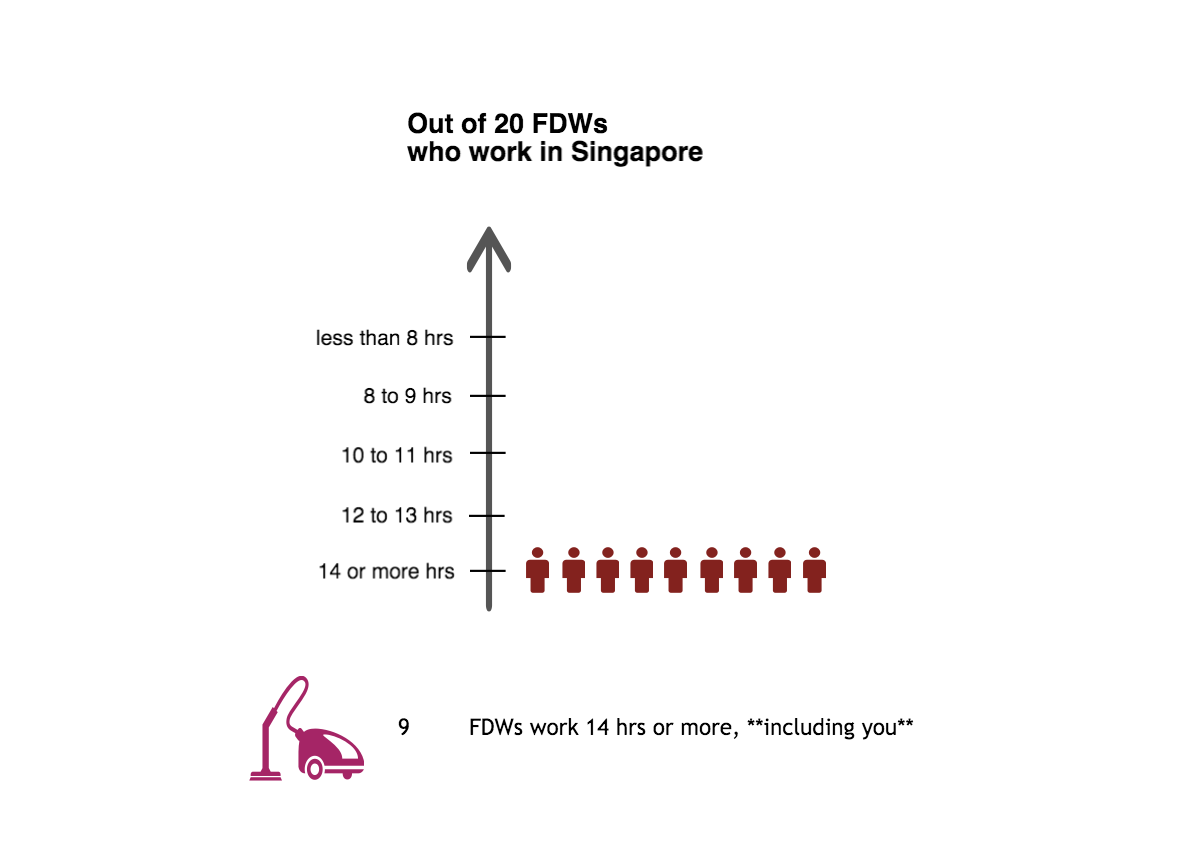 Out of 20 FDWs
who work in Singapore
less than 8 hrs
8 to 9 hrs
10 to 11 hrs
12 to 13 hrs
14 or more hrs
9 FDWs work 14 hrs or more, **including you**